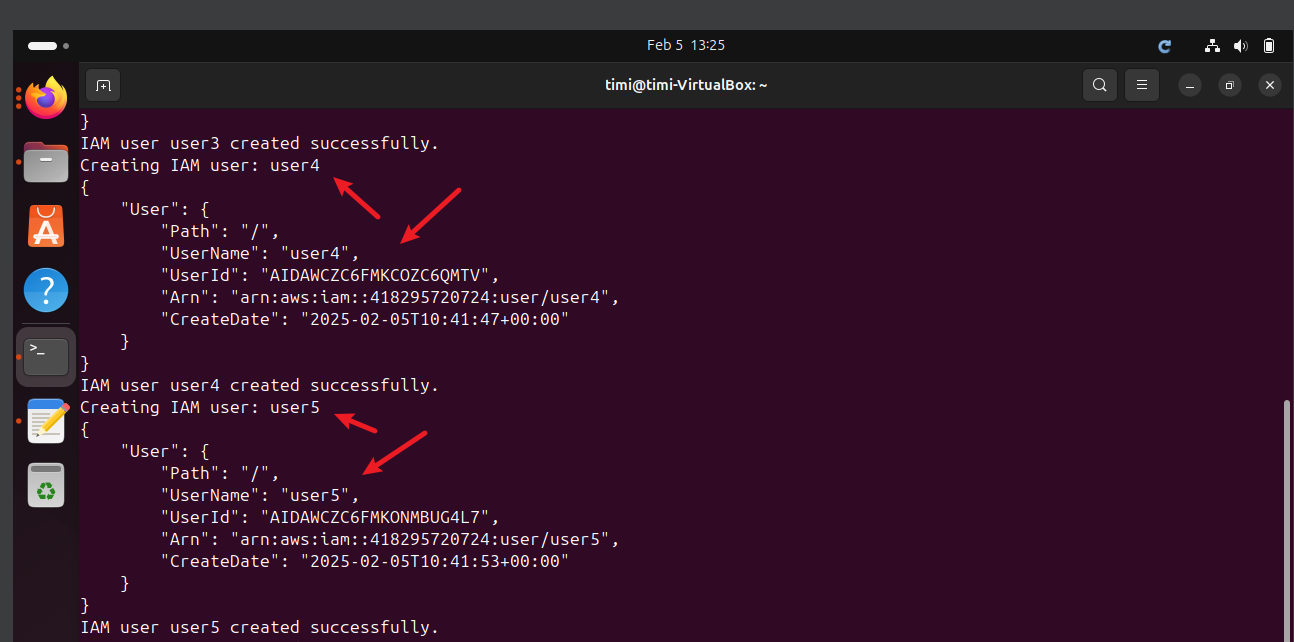 Feb 5 13:25
timi@timi-VirtualBox: ~
}
IAM user user3 created successfully.
Creating IAM user: user4
{
    "User": {
        "Path": "/",
        "UserName": "user4",
        "UserId": "AIDAWCZC6FMKCOZC6QMTV",
        "Arn": "arn:aws:iam::418295720724:user/user4",
        "CreateDate": "2025-02-05T10:41:47+00:00"
    }
}
IAM user user4 created successfully.
Creating IAM user: user5
{
    "User": {
        "Path": "/",
        "UserName": "user5",
        "UserId": "AIDAWCZC6FMKONMBUG4L7",
        "Arn": "arn:aws:iam::418295720724:user/user5",
        "CreateDate": "2025-02-05T10:41:53+00:00"
    }
}
IAM user user5 created successfully.